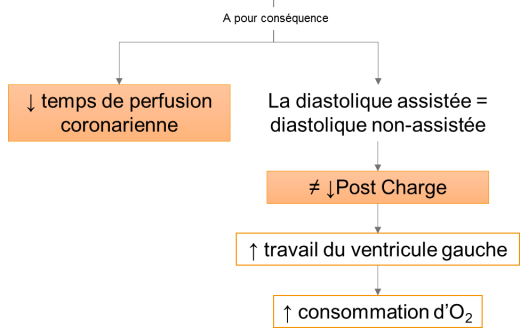 A pour conséquence
↓ temps de perfusion
coronarienne
La diastolique assistée =
diastolique non-assistée
≠ ↓Post Charge
↑ travail du ventricule gauche
↑ consommation d'O₂